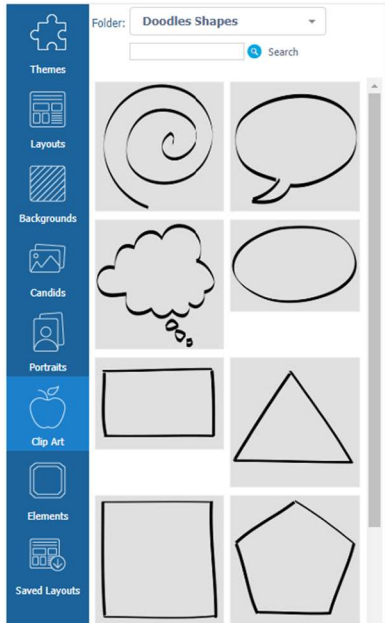 Folder: Doodles Shapes
Search
Themes
Layouts
Backgrounds
Candids
Portraits
Clip Art
Elements
Saved Layouts